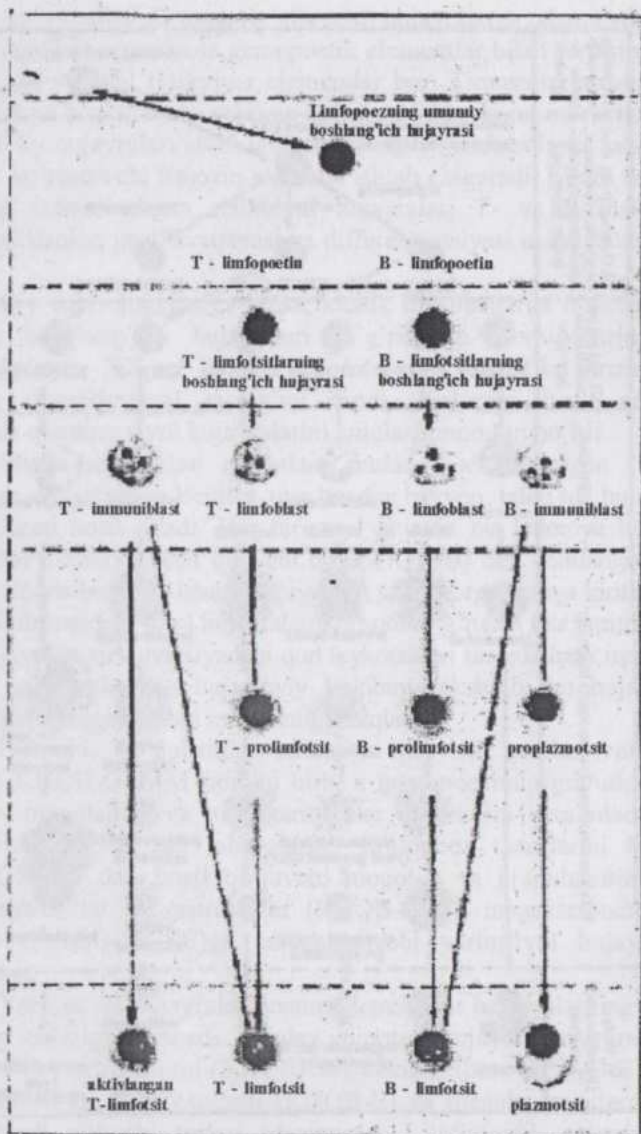 Limfopoezning umumiy
boshlang'ich hujayrasi
T - limfopoetin B - limfopoetin
T - limfotsitlarning B - limfotsitlarning
boshlang'ich hujayrasi boshlang'ich hujayrasi
T - immuniblast T - limfoblast B - limfoblast B - immuniblast
T - prolimfotsit B - prolimfotsit proplazmotsit
aktivlangan T - limfotsit B - limfotsit plazmotsit
T-limfotsit